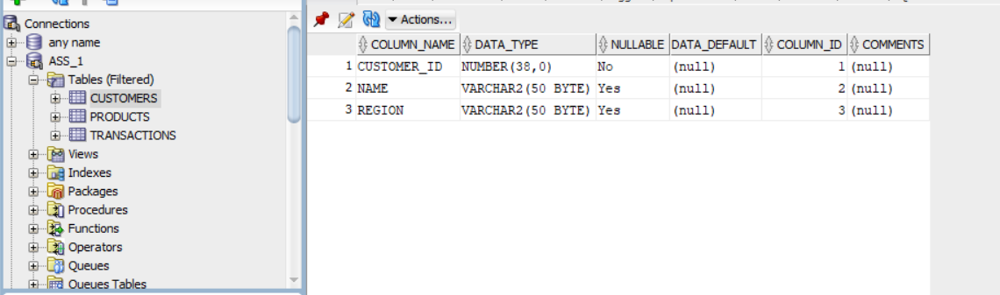 Connections
any name
ASS_1
Tables (Filtered)
CUSTOMERS
PRODUCTS
TRANSACTIONS
Views
Indexes
Packages
Procedures
Functions
Operators
Queues
Queues Tables
Actions...
COLUMN_NAME DATA_TYPE NULLABLE DATA_DEFAULT COLUMN_ID COMMENTS
1 CUSTOMER_ID NUMBER(38,0) No (null) 1 (null)
2 NAME VARCHAR2(50 BYTE) Yes (null) 2 (null)
3 REGION VARCHAR2(50 BYTE) Yes (null) 3 (null)